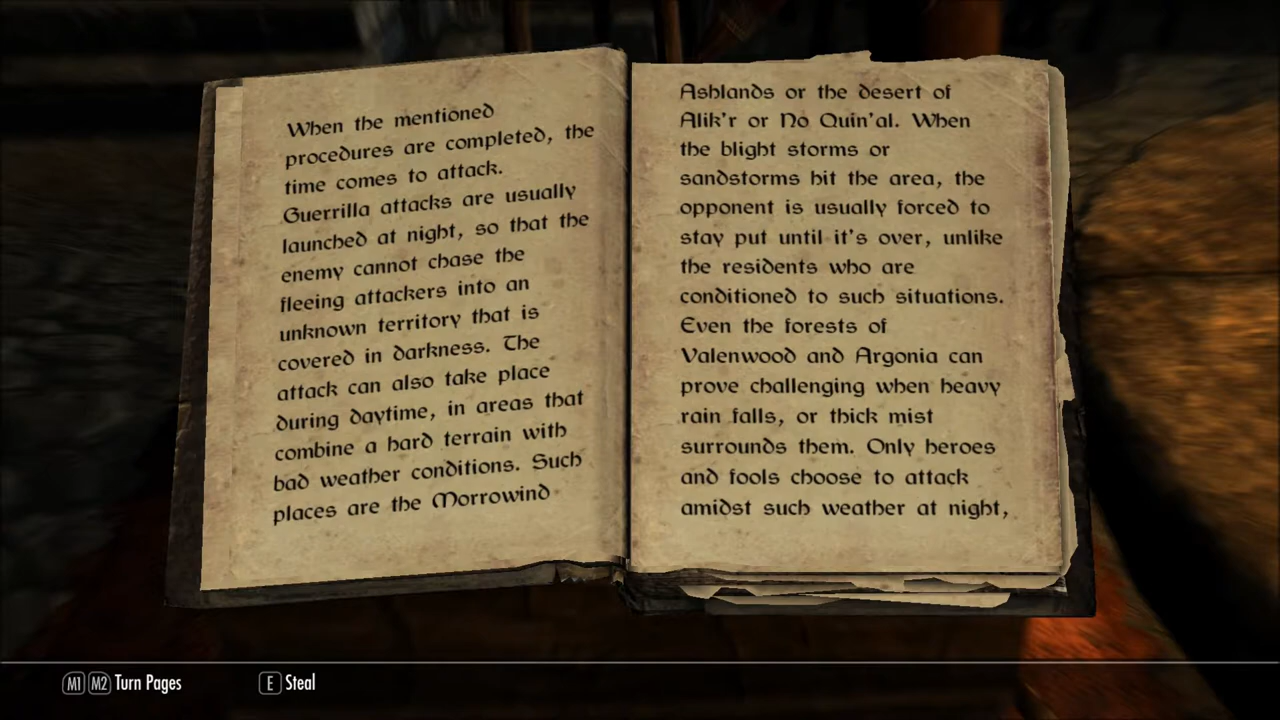 When the mentioned
procedures are completed, the
time comes to attack.
Guerrilla attacks are usually
launched at night, so that the
enemy cannot chase the
fleeing attackers into an
unknown territory that is
covered in darkness. The
attack can also take place
during daytime, in areas that
combine a hard terrain with
bad weather conditions. Such
places are the Morrowind
Ashlands or the desert of
Alik'r or No Quin'al. When
the blight storms or
sandstorms hit the area, the
opponent is usually forced to
stay put until it's over, unlike
the residents who are
conditioned to such situations.
Even the forests of
Valenwood and Argonia can
prove challenging when heavy
rain falls, or thick mist
surrounds them. Only heroes
and fools choose to attack
amidst such weather at night,
M1 M2 Turn Pages E Steal